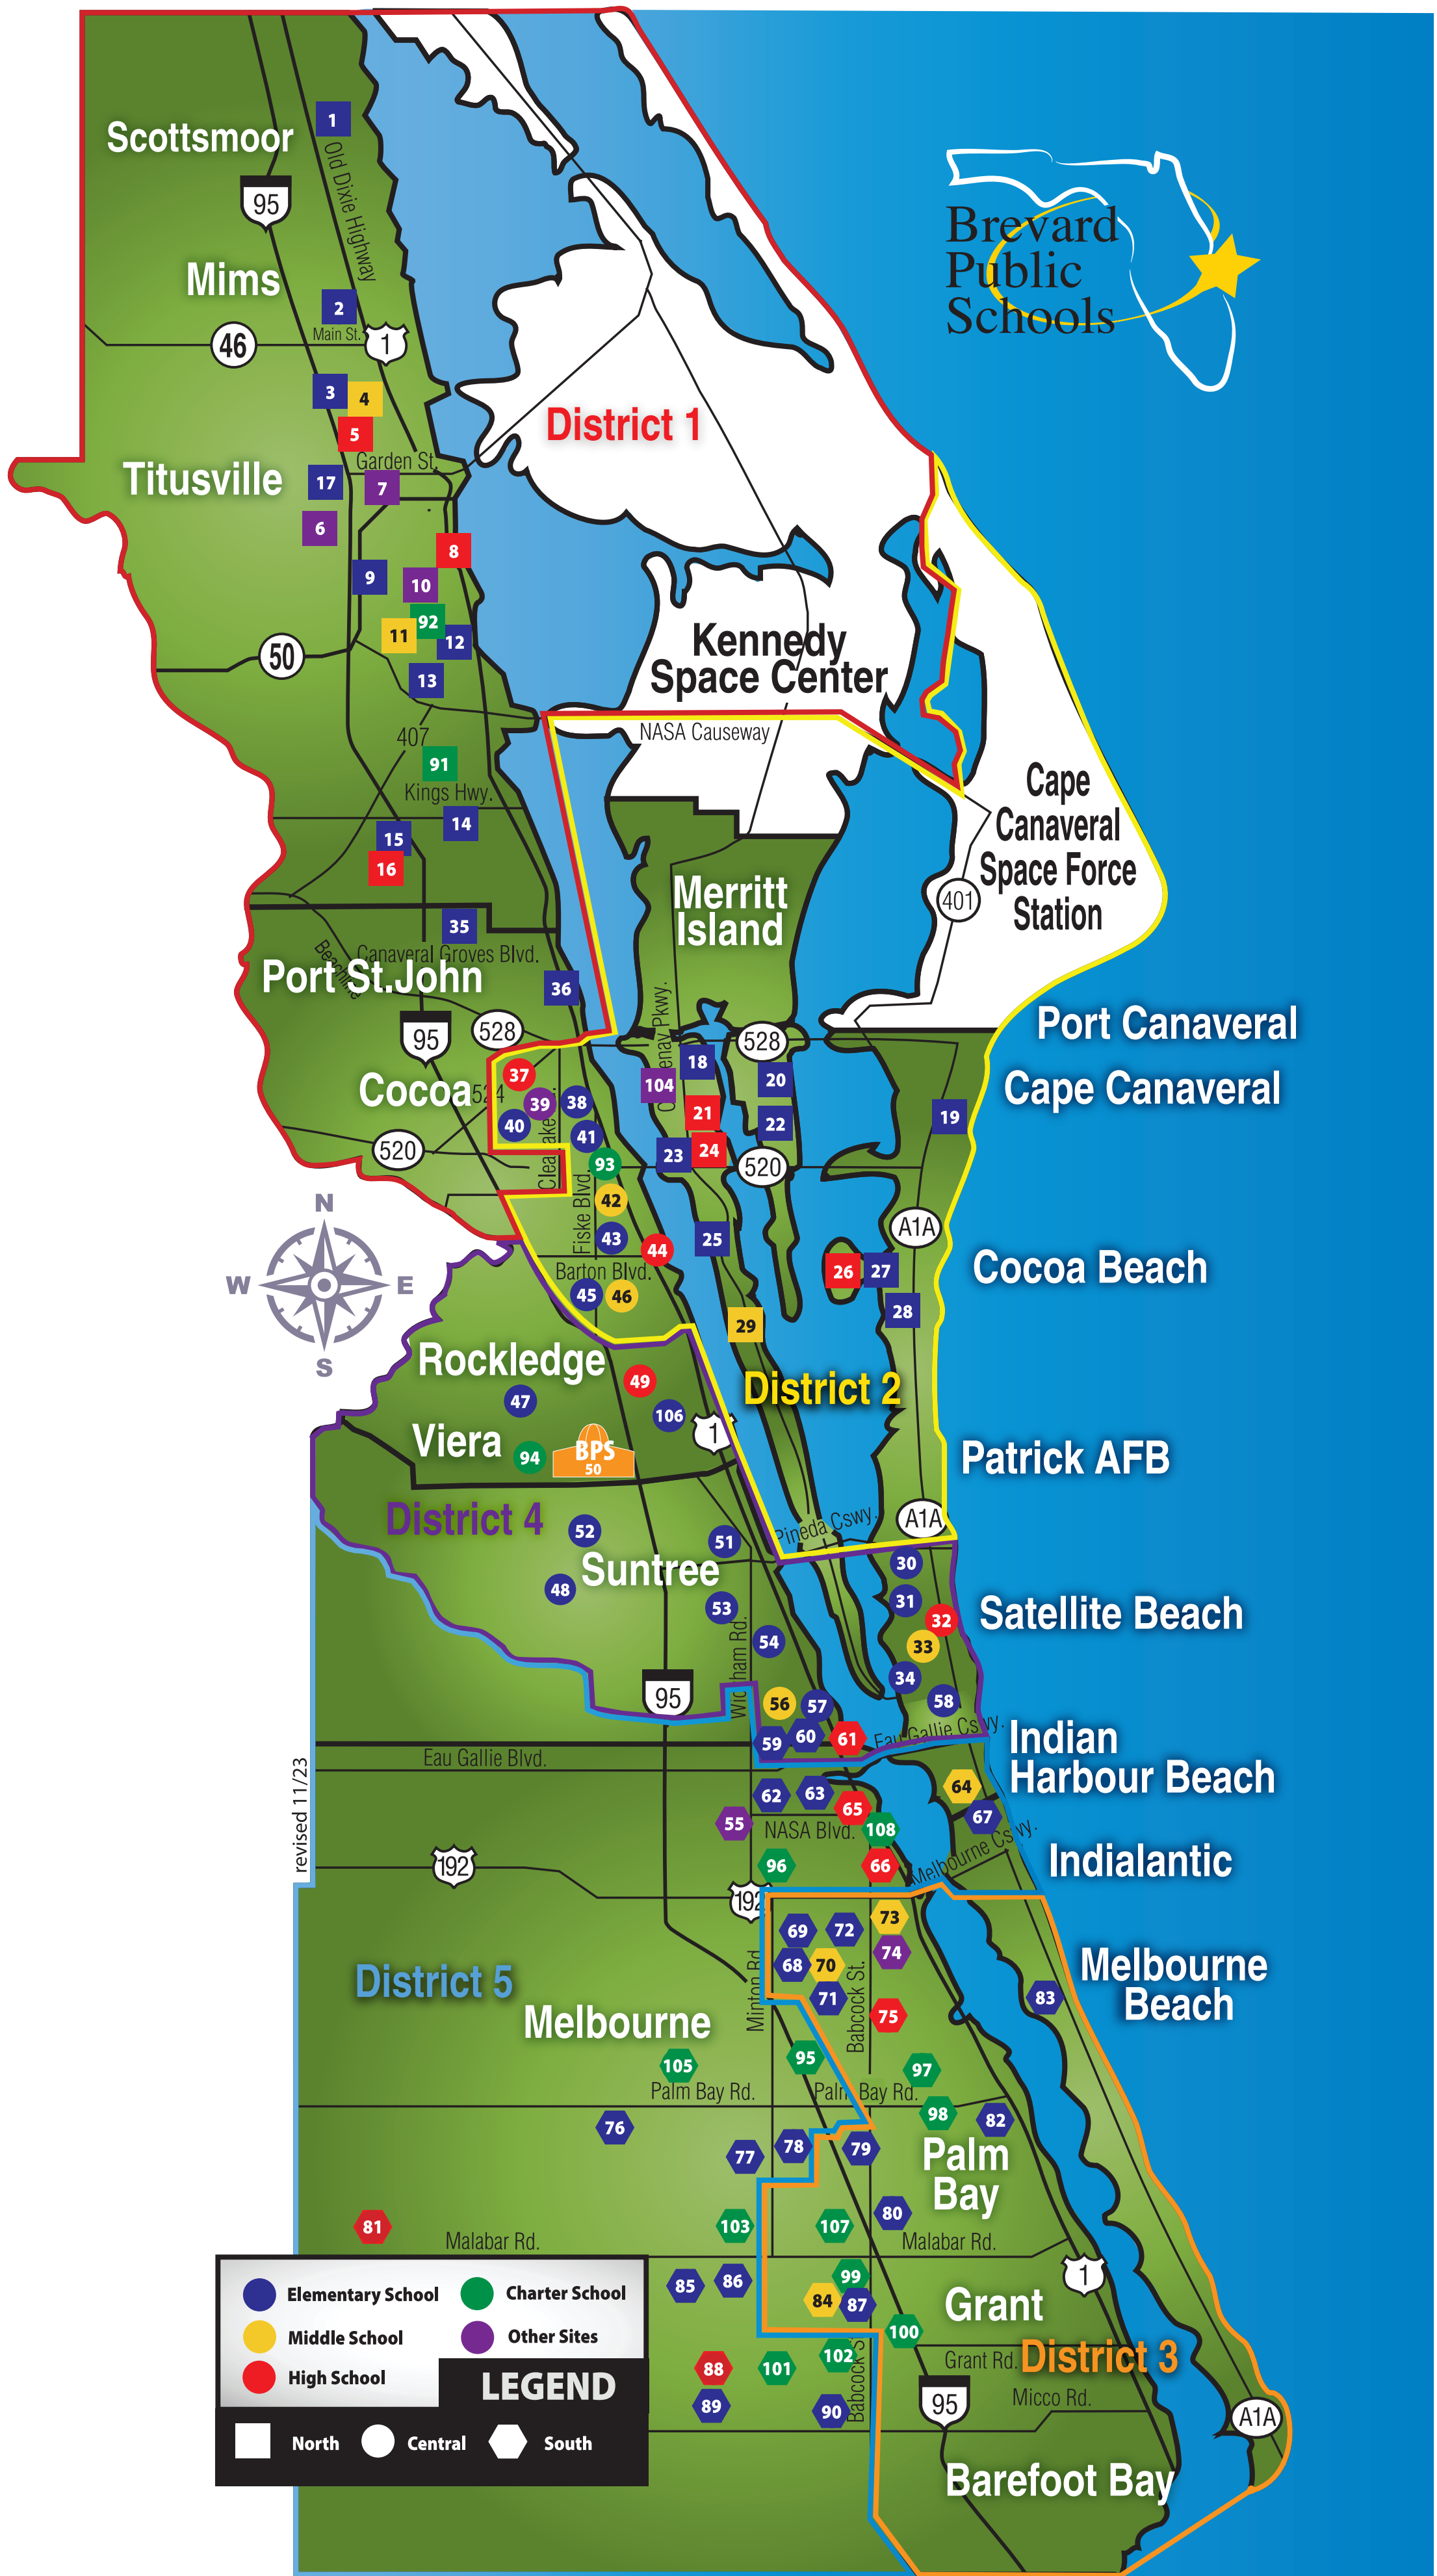 Scottsmoor
1
Old Dixie Highway
95
Brevard
Public
Schools
Mims
2
Main St.
46
1
3
4
5
District 1
Garden St.
Titusville
17
7
6
8
9
10
92
11
12
50
13
Kennedy
Space Center
NASA Causeway
407
91
Kings Hwy.
14
15
16
Cape
Canaveral
Space Force
Station
401
Merritt
Island
35
Canaveral Groves Blvd.
Port St.John
36
95
528
528
Port Canaveral
Cape Canaveral
18
104
20
19
37
Cocoa
524
39
38
40
41
21
22
23
24
520
520
93
42
Fiske Blvd.
43
44
25
A1A
N
W
E
S
Barton Blvd.
45
46
26
27
28
Cocoa Beach
29
Rockledge
49
47
106
1
District 2
Viera
94
BPS
50
Patrick AFB
District 4
A1A
Pineda Cswy.
52
51
Suntree
48
53
30
31
32
33
Satellite Beach
54
34
58
95
56
57
59
60
61
Eau Gallie Cswy.
Indian
Harbour Beach
Eau Gallie Blvd.
revised 11/23
62
63
64
65
67
55
NASA Blvd.
108
96
66
Melbourne Cswy.
Indialantic
192
192
69
72
73
74
68
70
71
75
Minton Rd.
Babcock St.
83
Melbourne
Beach
District 5
Melbourne
105
95
97
Palm Bay Rd.
Palm Bay Rd.
98
82
76
77
78
79
Palm
Bay
81
103
107
80
Malabar Rd.
Malabar Rd.
1
85
86
99
84
87
Grant
100
Grant Rd.
District 3
88
101
102
Micco Rd.
89
90
Babcock St.
95
A1A
Barefoot Bay
Elementary School
Charter School
Middle School
Other Sites
High School
LEGEND
North
Central
South